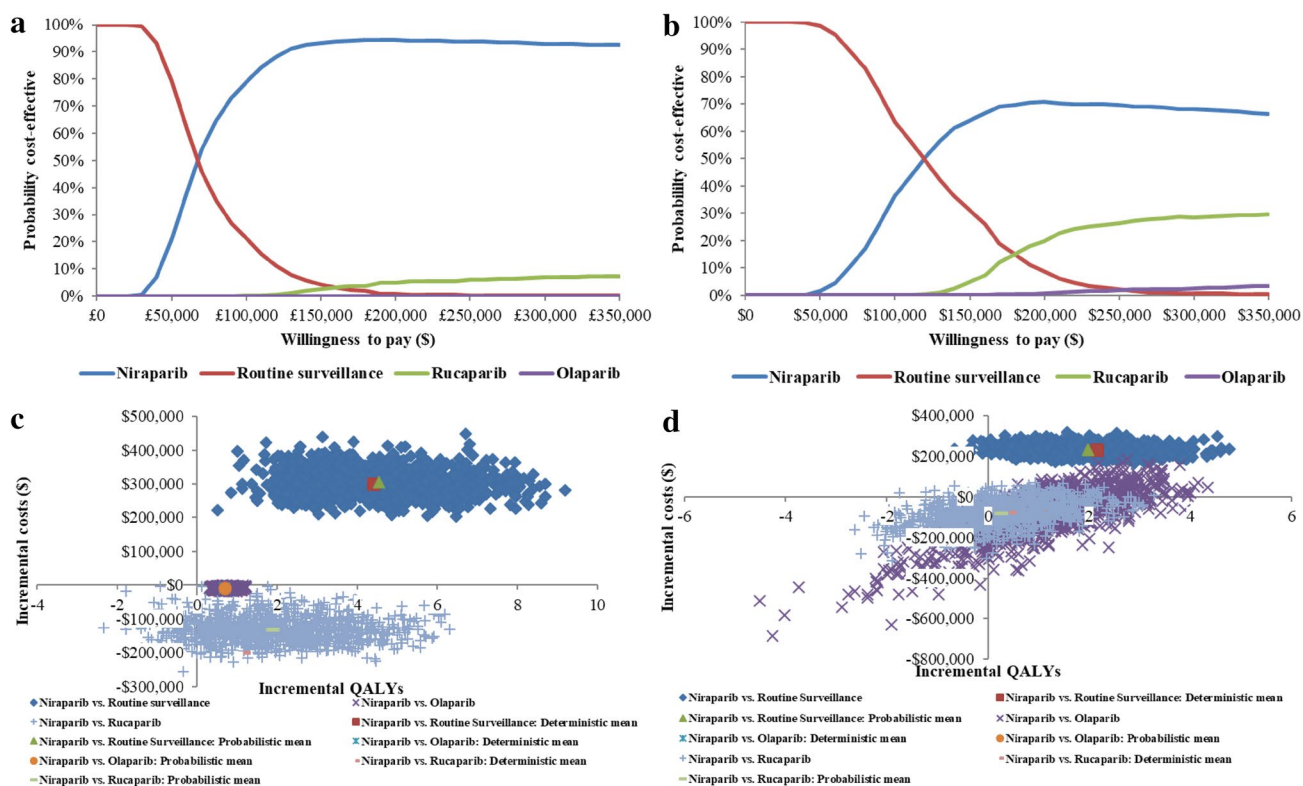 a
100%
90%
80%
70%
60%
50%
40%
30%
20%
10%
0%
Probability cost-effective
£0 £50,000 £100,000 £150,000 £200,000 £250,000 £300,000 £350,000
Willingness to pay ($)
Niraparib Routine surveillance Rucaparib Olaparib
b
100%
90%
80%
70%
60%
50%
40%
30%
20%
10%
0%
Probability cost-effective
$0 $50,000 $100,000 $150,000 $200,000 $250,000 $300,000 $350,000
Willingness to pay ($)
Niraparib Routine surveillance Rucaparib Olaparib
c
$500,000
$400,000
$300,000
$200,000
$100,000
$0
-$100,000
-$200,000
-$300,000
Incremental costs ($)
-4 -2 0 2 4 6 8 10
Incremental QALYs
Niraparib vs. Routine surveillance Niraparib vs. Olaparib
Niraparib vs. Rucaparib Niraparib vs. Routine Surveillance: Deterministic mean
Niraparib vs. Routine Surveillance: Probabilistic mean Niraparib vs. Olaparib: Deterministic mean
Niraparib vs. Olaparib: Probabilistic mean Niraparib vs. Rucaparib: Deterministic mean
Niraparib vs. Rucaparib: Probabilistic mean
d
$400,000
$200,000
$0
-$200,000
-$400,000
-$600,000
-$800,000
Incremental costs ($)
-6 -4 -2 0 2 4 6
Incremental QALYs
Niraparib vs. Routine Surveillance Niraparib vs. Routine Surveillance: Deterministic mean
Niraparib vs. Routine Surveillance: Probabilistic mean Niraparib vs. Olaparib
Niraparib vs. Olaparib: Deterministic mean Niraparib vs. Olaparib: Probabilistic mean
Niraparib vs. Rucaparib Niraparib vs. Rucaparib: Deterministic mean
Niraparib vs. Rucaparib: Probabilistic mean